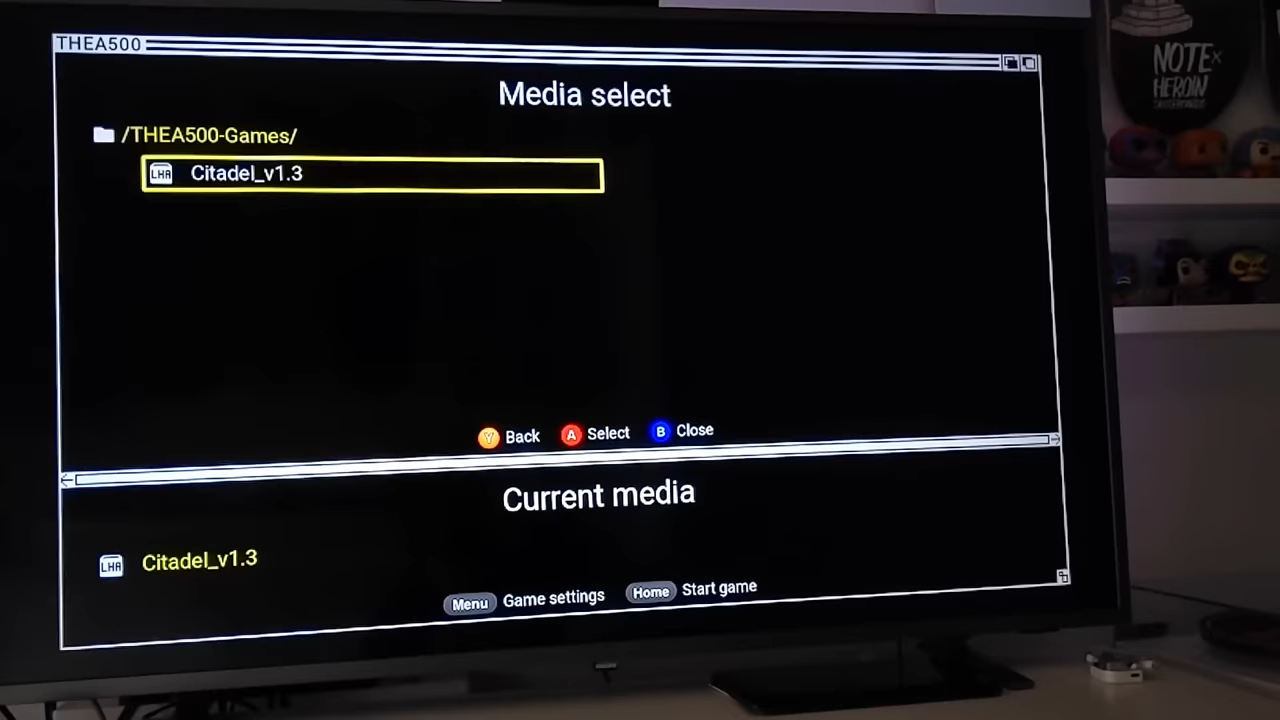 THEA500
Media select
/THEA500-Games/
LHA Citadel_v1.3
Y Back A Select B Close
Current media
LHA Citadel_v1.3
Menu Game settings Home Start game
NOTE
HEROIN